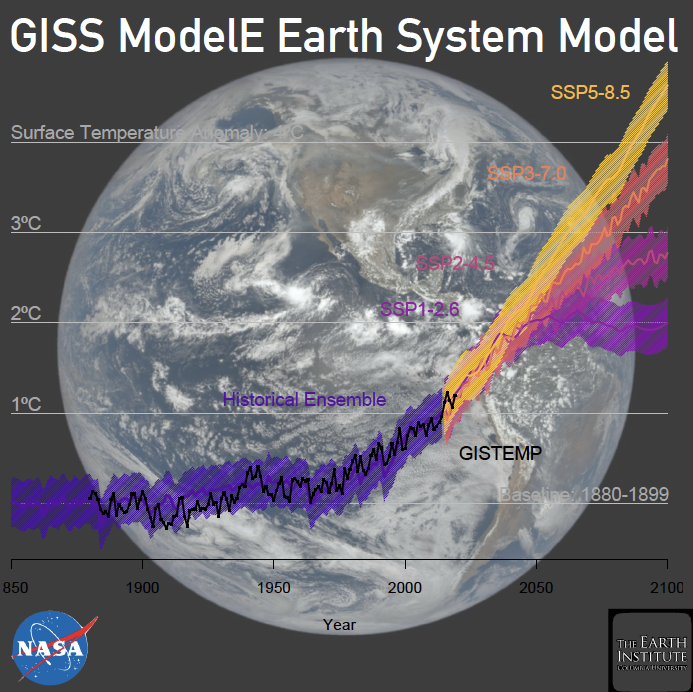 GISS ModelE Earth System Model
SSP5-8.5
Surface Temperature Anomaly: 4ºC
SSP3-7.0
3ºC
SSP2-4.5
2ºC
SSP1-2.6
1ºC
Historical Ensemble
GISTEMP
Baseline: 1880-1899
850 1900 1950 2000 2050 2100
Year
NASA
THE EARTH
INSTITUTE
COLUMBIA UNIVERSITY